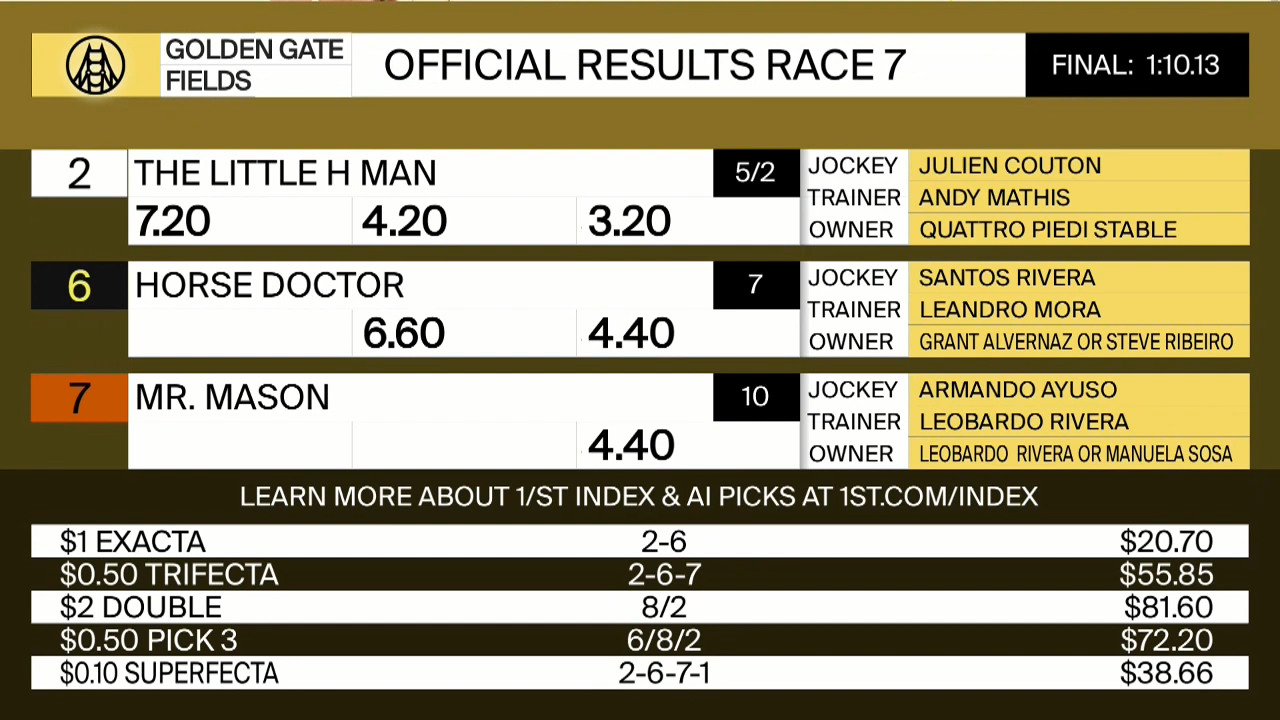 GOLDEN GATE
FIELDS
OFFICIAL RESULTS RACE 7
FINAL: 1:10.13
2 THE LITTLE H MAN 5/2
7.20 4.20 3.20
JOCKEY JULIEN COUTON
TRAINER ANDY MATHIS
OWNER QUATTRO PIEDI STABLE
6 HORSE DOCTOR 7
6.60 4.40
JOCKEY SANTOS RIVERA
TRAINER LEANDRO MORA
OWNER GRANT ALVERNAZ OR STEVE RIBEIRO
7 MR. MASON 10
4.40
JOCKEY ARMANDO AYUSO
TRAINER LEOBARDO RIVERA
OWNER LEOBARDO RIVERA OR MANUELA SOSA
LEARN MORE ABOUT 1/ST INDEX & AI PICKS AT 1ST.COM/INDEX
$1 EXACTA 2-6 $20.70
$0.50 TRIFECTA 2-6-7 $55.85
$2 DOUBLE 8/2 $81.60
$0.50 PICK 3 6/8/2 $72.20
$0.10 SUPERFECTA 2-6-7-1 $38.66